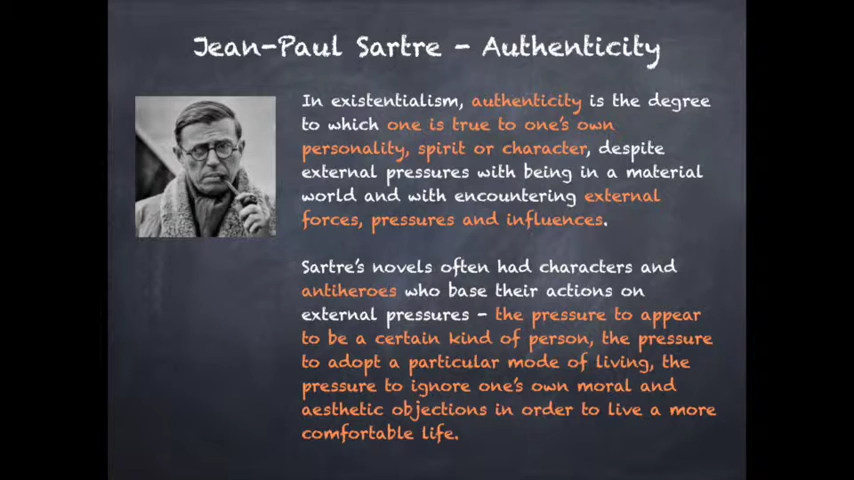 Jean-Paul Sartre - Authenticity
In existentialism, authenticity is the degree
to which one is true to one's own
personality, spirit or character, despite
external pressures with being in a material
world and with encountering external
forces, pressures and influences.
Sartre's novels often had characters and
antiheroes who base their actions on
external pressures - the pressure to appear
to be a certain kind of person, the pressure
to adopt a particular mode of living, the
pressure to ignore one's own moral and
aesthetic objections in order to live a more
comfortable life.